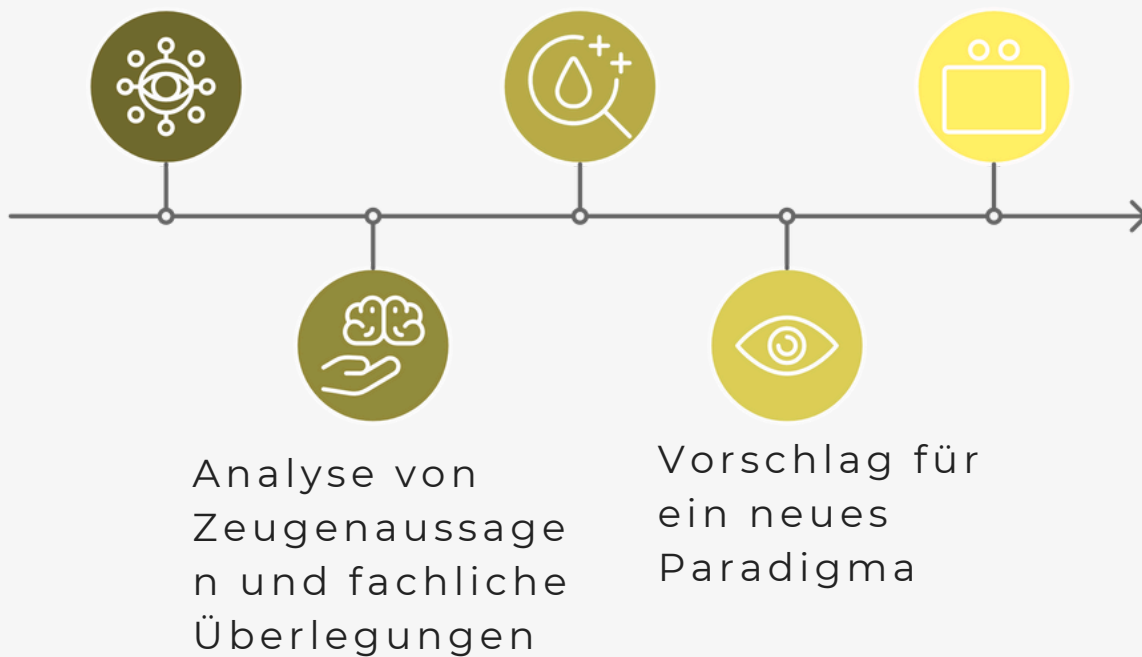 Analyse von
Zeugenaussage
n und fachliche
Überlegungen
Vorschlag für
ein neues
Paradigma